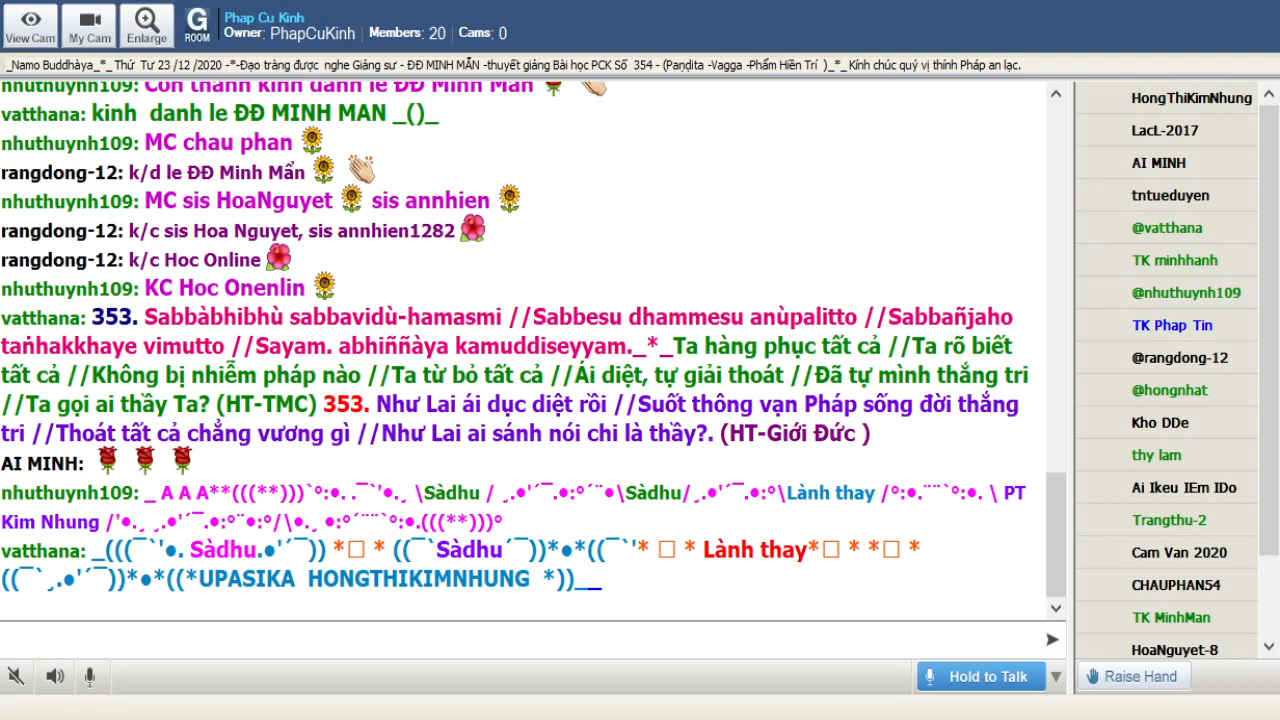 View Cam
My Cam
Enlarge
G
ROOM
Phap Cu Kinh
Owner: PhapCuKinh | Members: 20 | Cams: 0
_Namo Buddhàya_*_ Thứ Tư 23 /12 /2020 -*-Đạo tràng được nghe Giảng sư - ĐĐ MINH MẪN -thuyết giảng Bài học PCK Số 354 - (Paṇḍita -Vagga -Phẩm Hiền Trí )_*_ Kính chúc quý vị thính Pháp an lạc.
nhuthuynh109: Con thanh kinh danh le ĐĐ Minh Man
vatthana: kinh danh le ĐĐ MINH MAN _()_
nhuthuynh109: MC chau phan
rangdong-12: k/d le ĐĐ Minh Mẩn
nhuthuynh109: MC sis HoaNguyet sis annhien
rangdong-12: k/c sis Hoa Nguyet, sis annhien1282
rangdong-12: k/c Hoc Online
nhuthuynh109: KC Hoc Onenlin
vatthana: 353. Sabbàbhibhù sabbavidù-hamasmi //Sabbesu dhammesu anùpalitto //Sabbañjaho
taṅhakkhaye vimutto //Sayam. abhiññàya kamuddiseyyam._*_Ta hàng phục tất cả //Ta rõ biết
tất cả //Không bị nhiễm pháp nào //Ta từ bỏ tất cả //Ái diệt, tự giải thoát //Đã tự mình thắng tri
//Ta gọi ai thầy Ta? (HT-TMC) 353. Như Lai ái dục diệt rồi //Suốt thông vạn Pháp sống đời thắng
tri //Thoát tất cả chẳng vương gì //Như Lai ai sánh nói chi là thầy?. (HT-Giới Đức )
AI MINH:
nhuthuynh109: _ A A A**(((**)))`°:•. .¯`'•.¸ \Sàdhu / ¸.•'´¯.•:°´¨•\Sàdhu/¸.•'´¯.•:°\Lành thay /°:•.¨¨`°:•. \ PT
Kim Nhung /'•.¸ ¸.•'´¯.•:°¨•:°/\•.¸ •:°´¨¨`°:•.(((**)))°
vatthana: _(((¯`'•. Sàdhu.•'´¯)) *□ * ((¯`Sàdhu´¯))*•*((¯`'* □ * Lành thay*□ * *□ *
((¯`¸.•'´¯))*•*((*UPASIKA HONGTHIKIMNHUNG *))__
Hold to Talk
HongThiKimNhung
LacL-2017
AI MINH
tntueduyen
@vatthana
TK minhhanh
@nhuthuynh109
TK Phap Tin
@rangdong-12
@hongnhat
Kho DDe
thy lam
Ai Ikeu IEm IDo
Trangthu-2
Cam Van 2020
CHAUPHAN54
TK MinhMan
HoaNguyet-8
Raise Hand